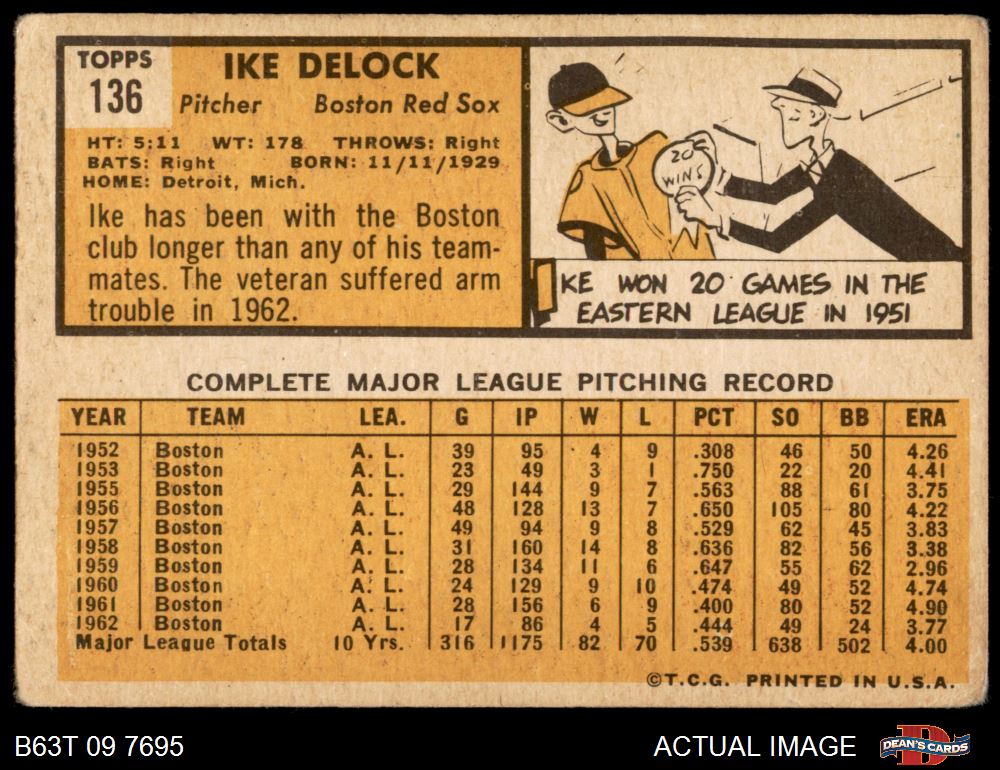 TOPPS
136
IKE DELOCK
Pitcher Boston Red Sox
HT: 5:11 WT: 178 THROWS: Right
BATS: Right BORN: 11/11/1929
HOME: Detroit, Mich.
Ike has been with the Boston
club longer than any of his team-
mates. The veteran suffered arm
trouble in 1962.
20
WINS
IKE WON 20 GAMES IN THE
EASTERN LEAGUE IN 1951
COMPLETE MAJOR LEAGUE PITCHING RECORD
YEAR TEAM LEA. G IP W L PCT SO BB ERA
1952 Boston A. L. 39 95 4 9 .308 46 50 4.26
1953 Boston A. L. 23 49 3 1 .750 22 20 4.41
1955 Boston A. L. 29 144 9 7 .563 88 61 3.75
1956 Boston A. L. 48 128 13 7 .650 105 80 4.22
1957 Boston A. L. 49 94 9 8 .529 62 45 3.83
1958 Boston A. L. 31 160 14 8 .636 82 56 3.38
1959 Boston A. L. 28 134 11 6 .647 55 62 2.96
1960 Boston A. L. 24 129 9 10 .474 49 52 4.74
1961 Boston A. L. 28 156 6 9 .400 80 52 4.90
1962 Boston A. L. 17 86 4 5 .444 49 24 3.77
Major League Totals 10 Yrs. 316 1175 82 70 .539 638 502 4.00
©T.C.G. PRINTED IN U.S.A.
B63T 09 7695
ACTUAL IMAGE
DEAN'S CARDS